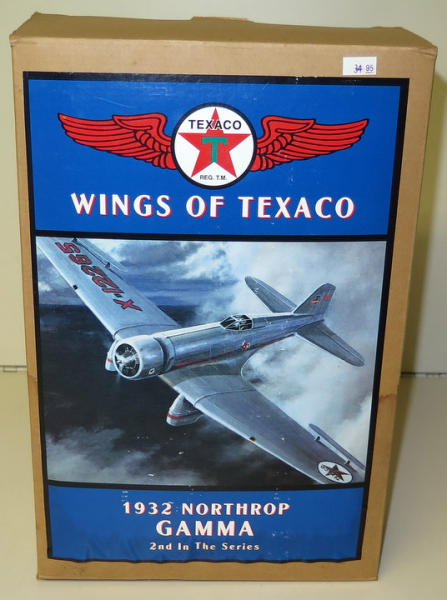 34 95
TEXACO
T
REG. T.M.
WINGS OF TEXACO
X-12265
1932 NORTHROP
GAMMA
2nd In The Series